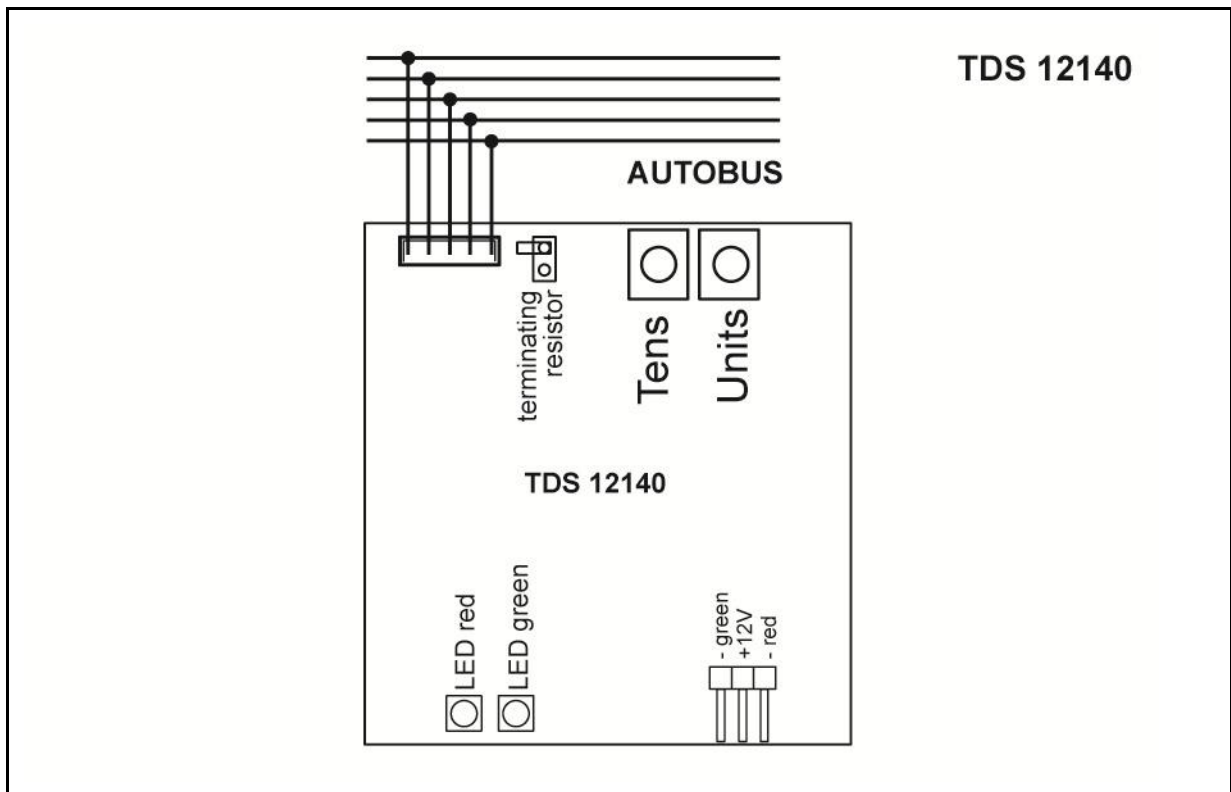 TDS 12140
AUTOBUS
terminating
resistor
Tens
Units
TDS 12140
LED red
LED green
- green
+12V
- red